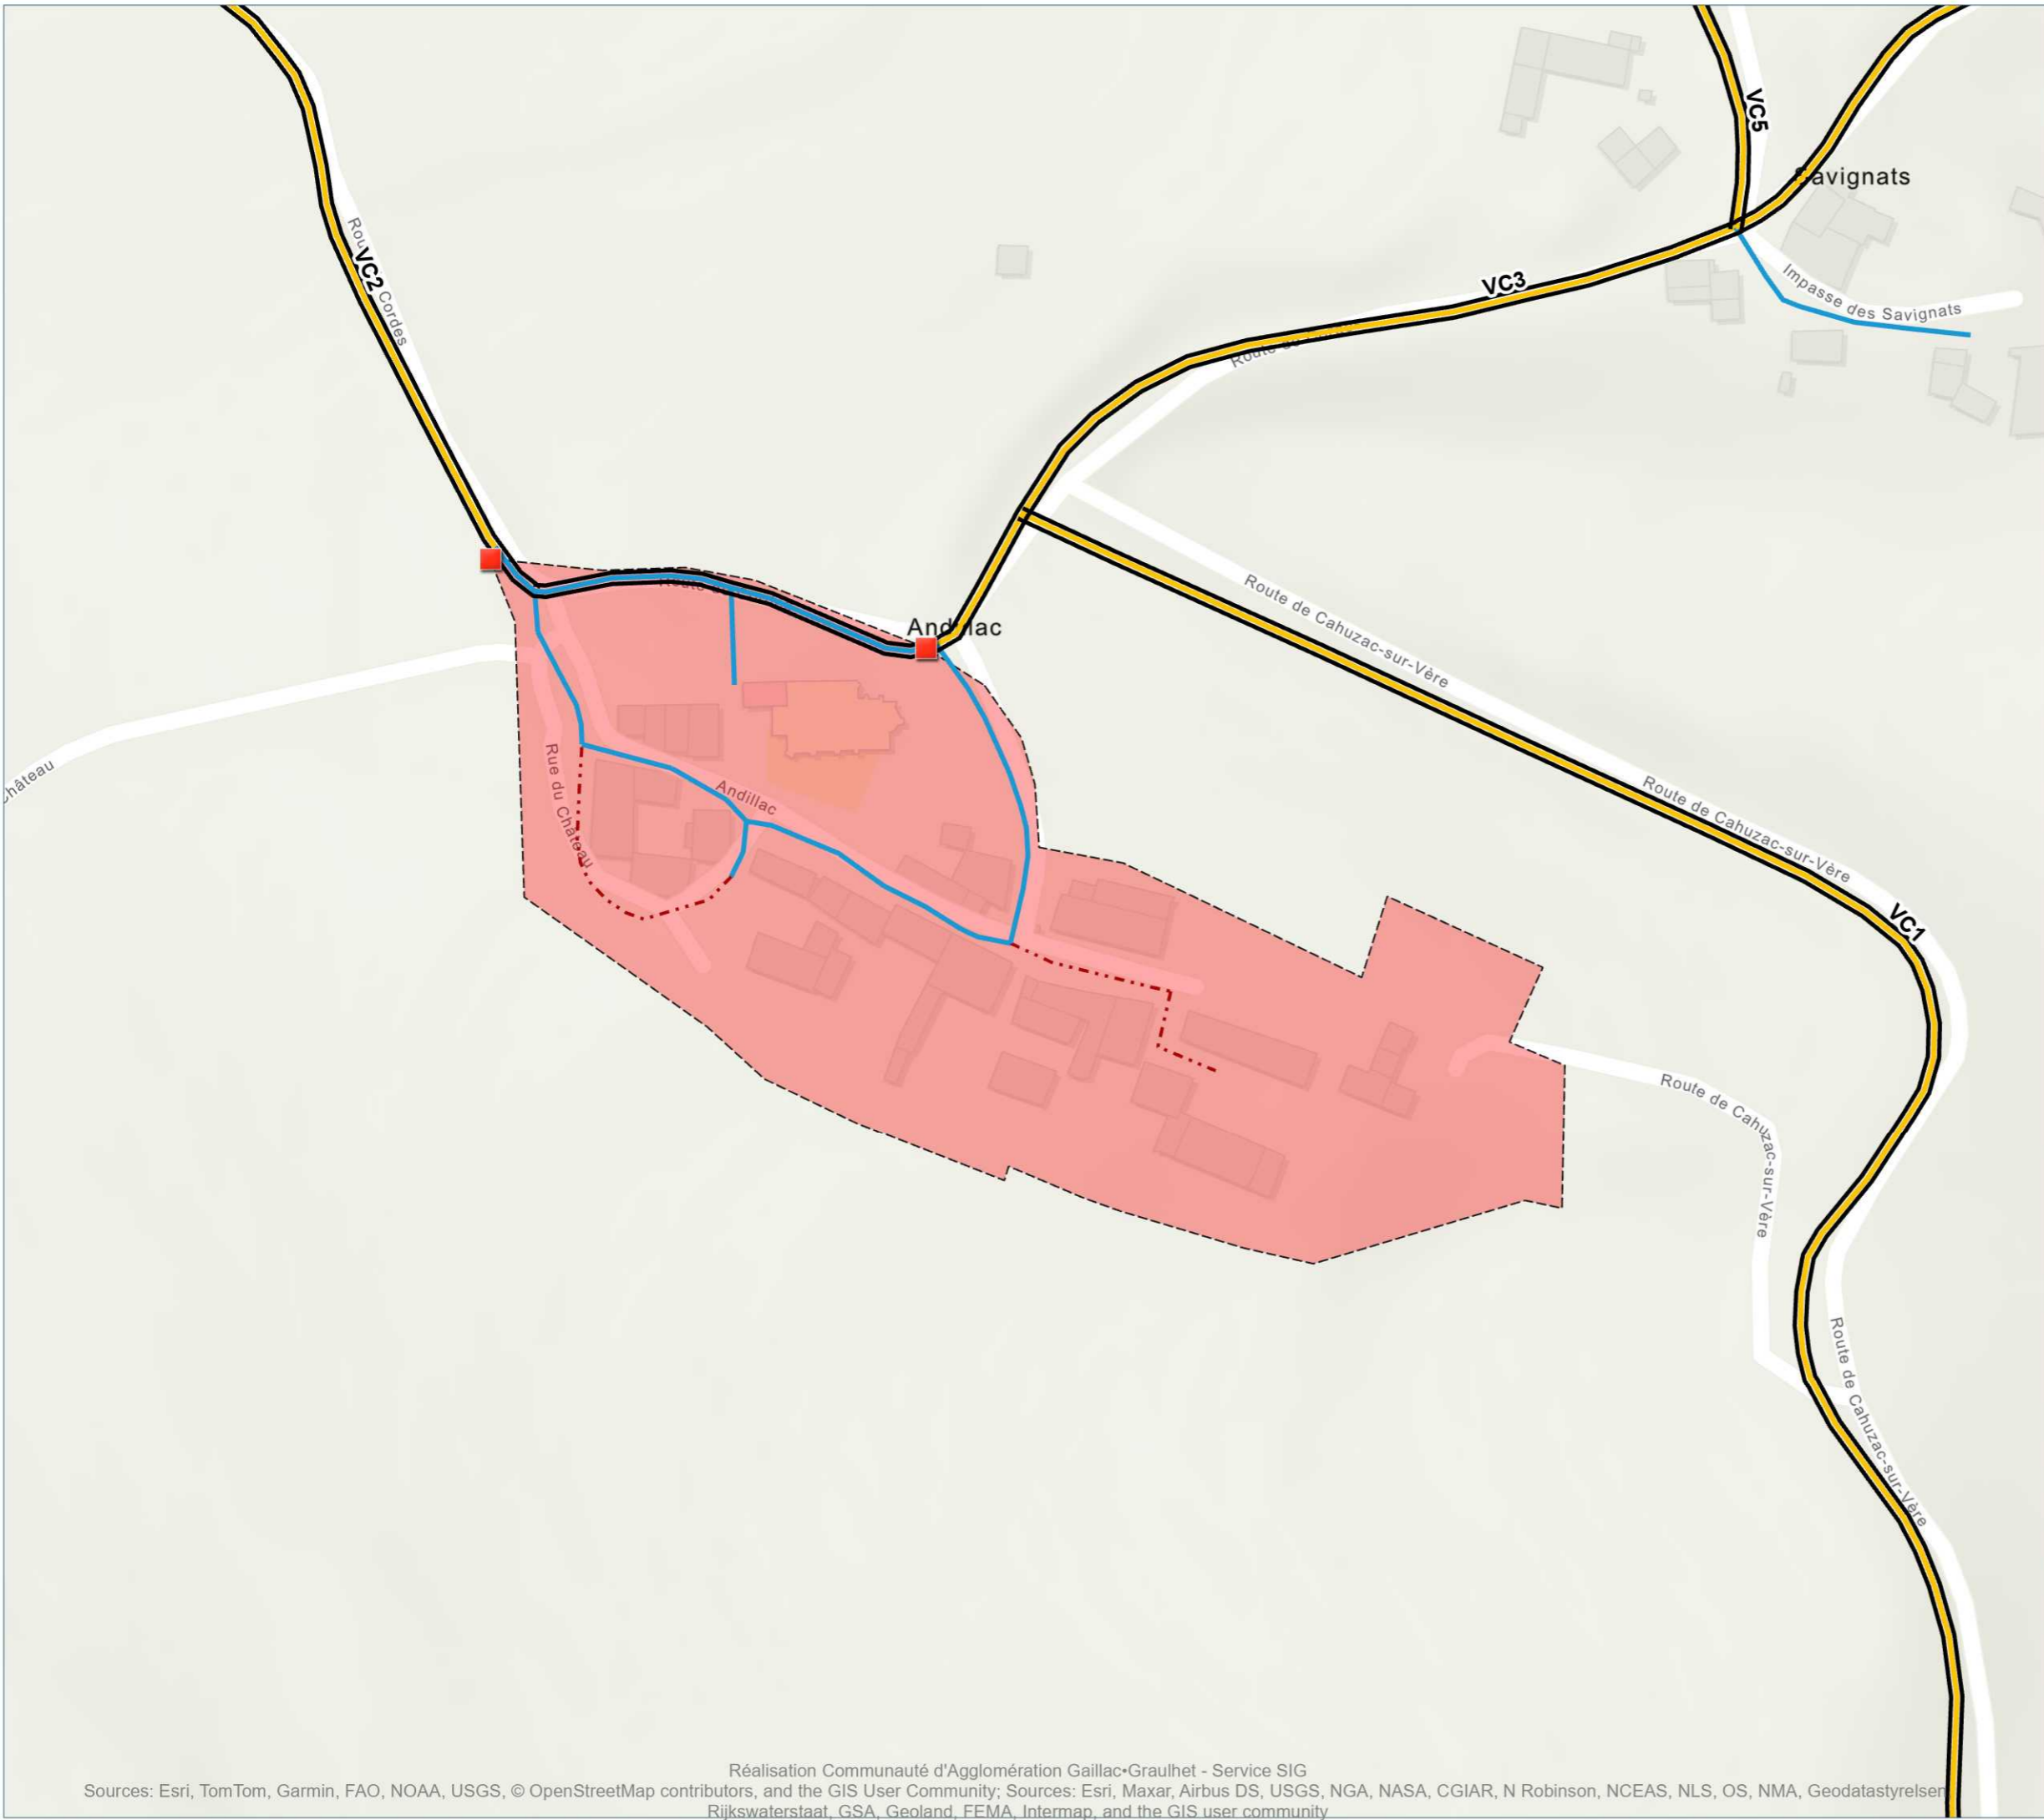 VC5
Savignats
VC2
Cordes
VC3
Impasse des Savignats
Route
Route de Cahuzac-sur-Vère
Route
Andillac
Route de Cahuzac-sur-Vère
Rue du Château
Andillac
Château
VC1
Route de Cahuzac-sur-Vère
Route de Cahuzac-sur-Vère
Réalisation Communauté d'Agglomération Gaillac•Graulhet - Service SIG
Sources: Esri, TomTom, Garmin, FAO, NOAA, USGS, © OpenStreetMap contributors, and the GIS User Community; Sources: Esri, Maxar, Airbus DS, USGS, NGA, NASA, CGIAR, N Robinson, NCEAS, NLS, OS, NMA, Geodatastyrelsen
Rijkswaterstaat, GSA, Geoland, FEMA, Intermap, and the GIS user community